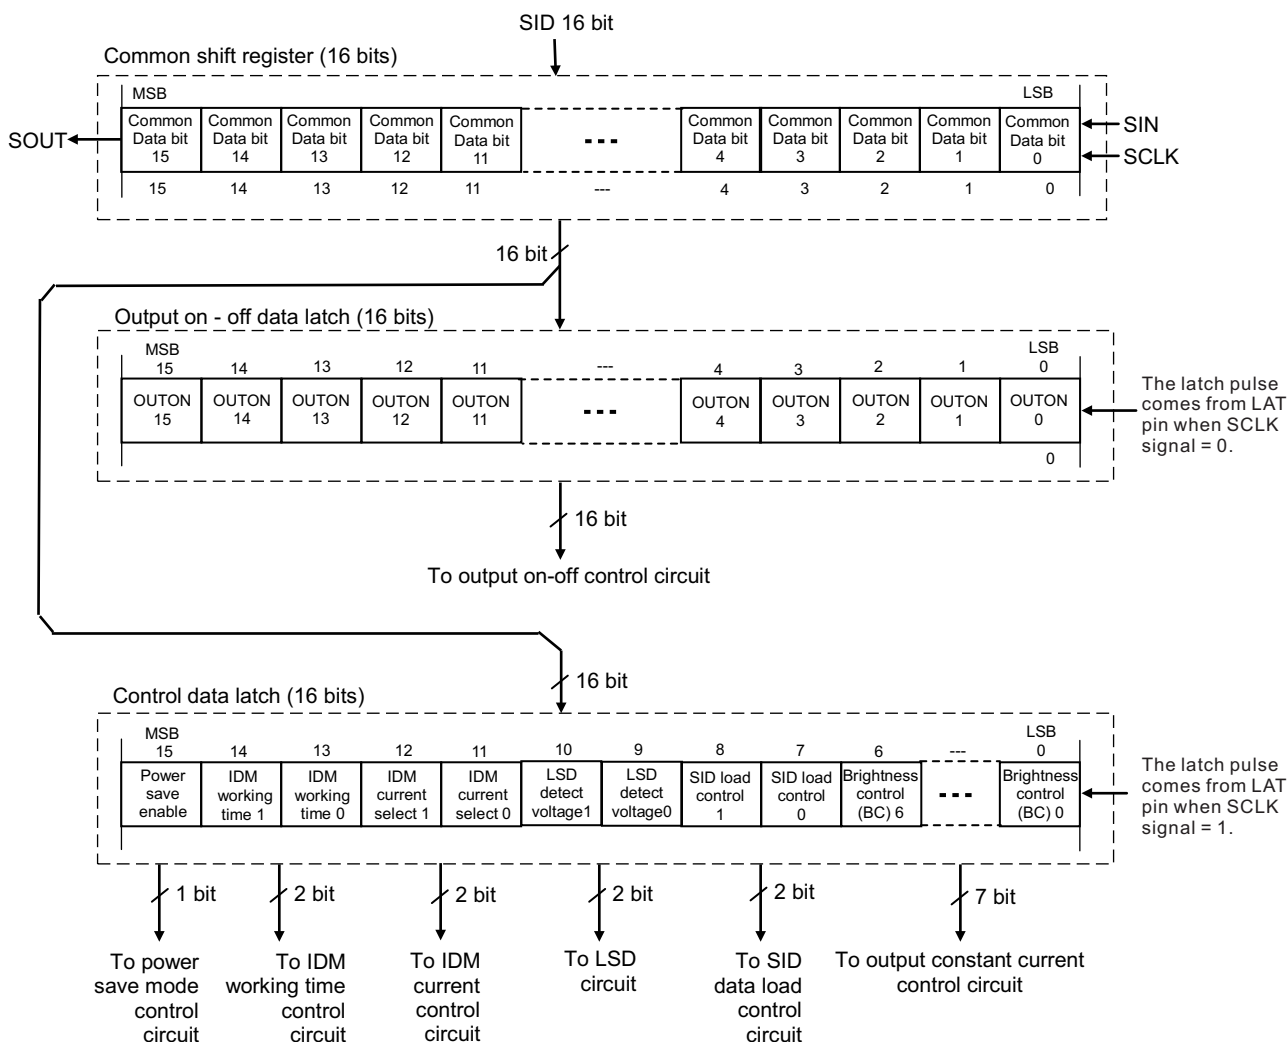 SID 16 bit
Common shift register (16 bits)
MSB
LSB
Common Data bit 15
Common Data bit 14
Common Data bit 13
Common Data bit 12
Common Data bit 11
---
Common Data bit 4
Common Data bit 3
Common Data bit 2
Common Data bit 1
Common Data bit 0
SOUT
SIN
SCLK
15 14 13 12 11 --- 4 3 2 1 0
16 bit
Output on - off data latch (16 bits)
MSB
LSB
15 14 13 12 11 --- 4 3 2 1 0
OUTON 15
OUTON 14
OUTON 13
OUTON 12
OUTON 11
---
OUTON 4
OUTON 3
OUTON 2
OUTON 1
OUTON 0
0
The latch pulse
comes from LAT
pin when SCLK
signal = 0.
16 bit
To output on-off control circuit
16 bit
Control data latch (16 bits)
MSB
LSB
15 14 13 12 11 10 9 8 7 6 --- 0
Power save enable
IDM working time 1
IDM working time 0
IDM current select 1
IDM current select 0
LSD detect voltage1
LSD detect voltage0
SID load control 1
SID load control 0
Brightness control (BC) 6
---
Brightness control (BC) 0
The latch pulse
comes from LAT
pin when SCLK
signal = 1.
1 bit
2 bit
2 bit
2 bit
2 bit
7 bit
To power
save mode
control
circuit
To IDM
working time
control
circuit
To IDM
current
control
circuit
To LSD
circuit
To SID
data load
control
circuit
To output constant current
control circuit